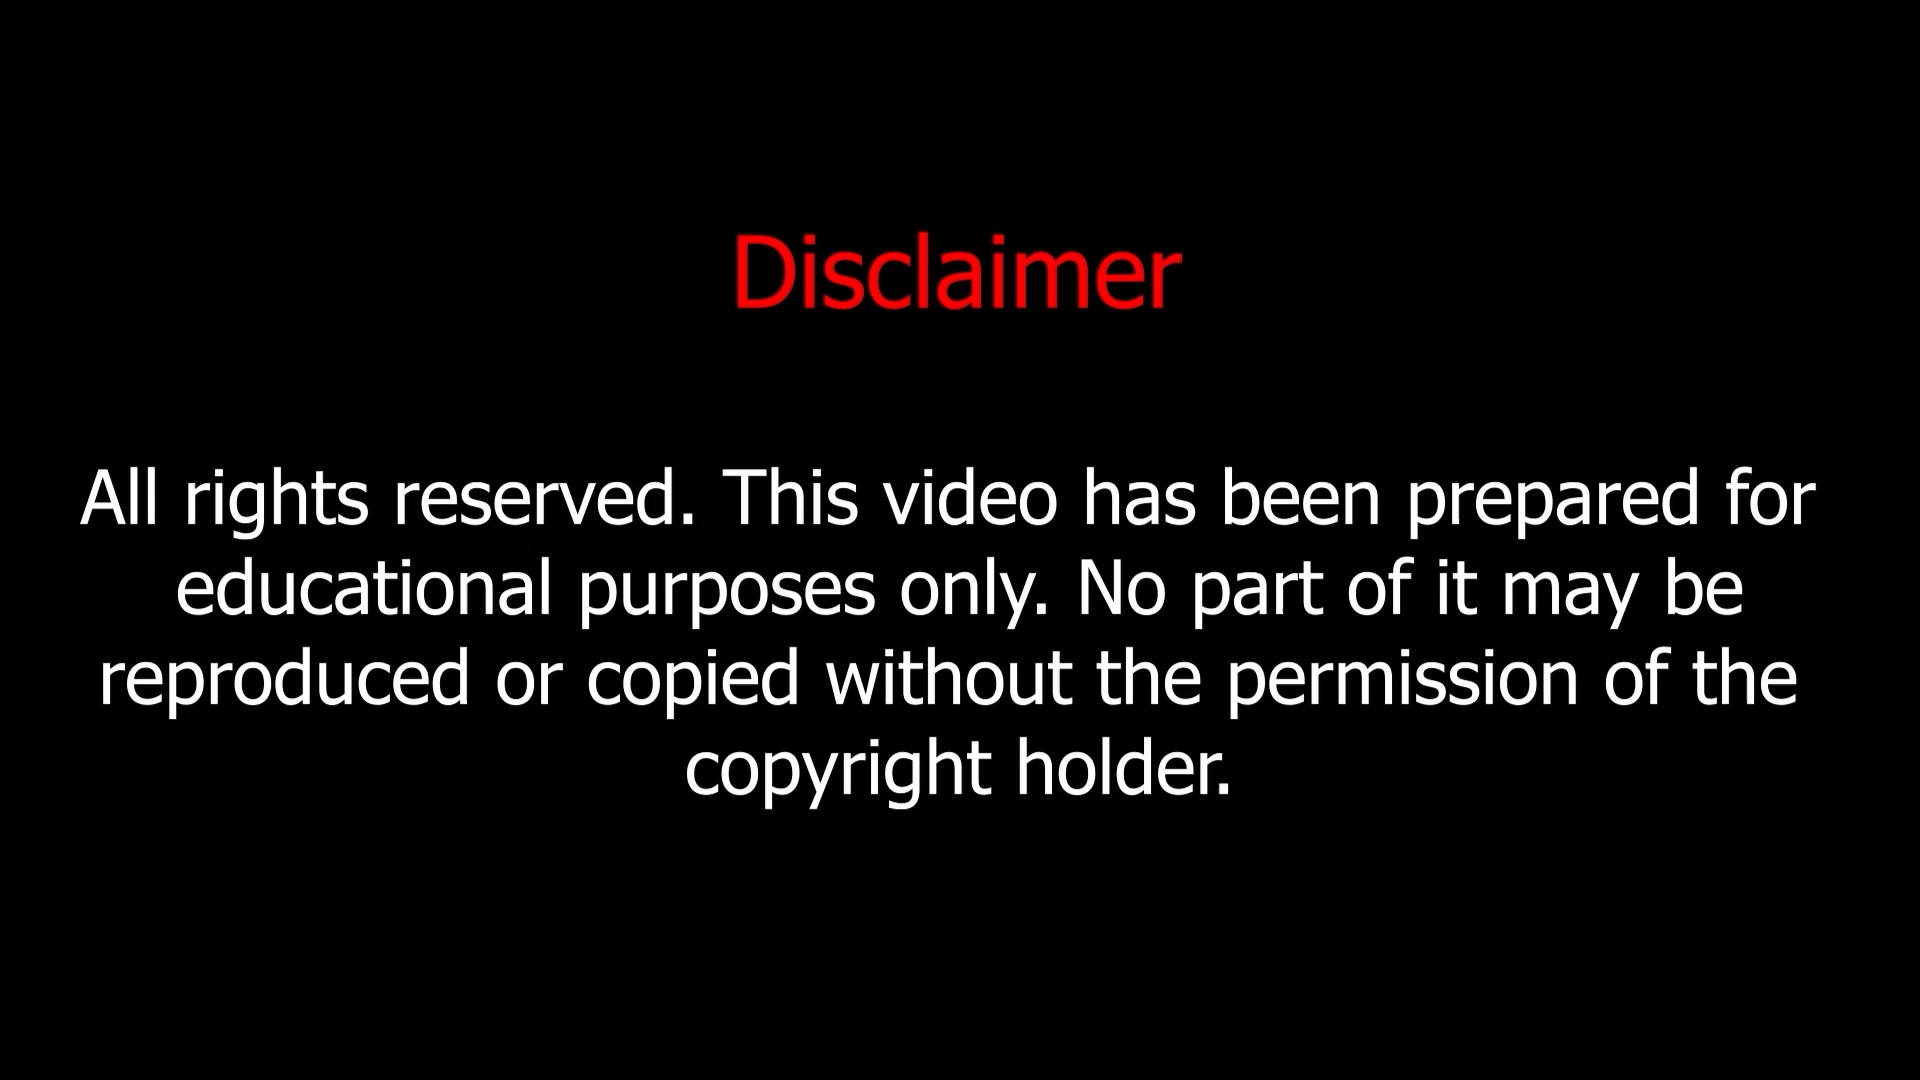 Disclaimer
All rights reserved. This video has been prepared for
educational purposes only. No part of it may be
reproduced or copied without the permission of the
copyright holder.